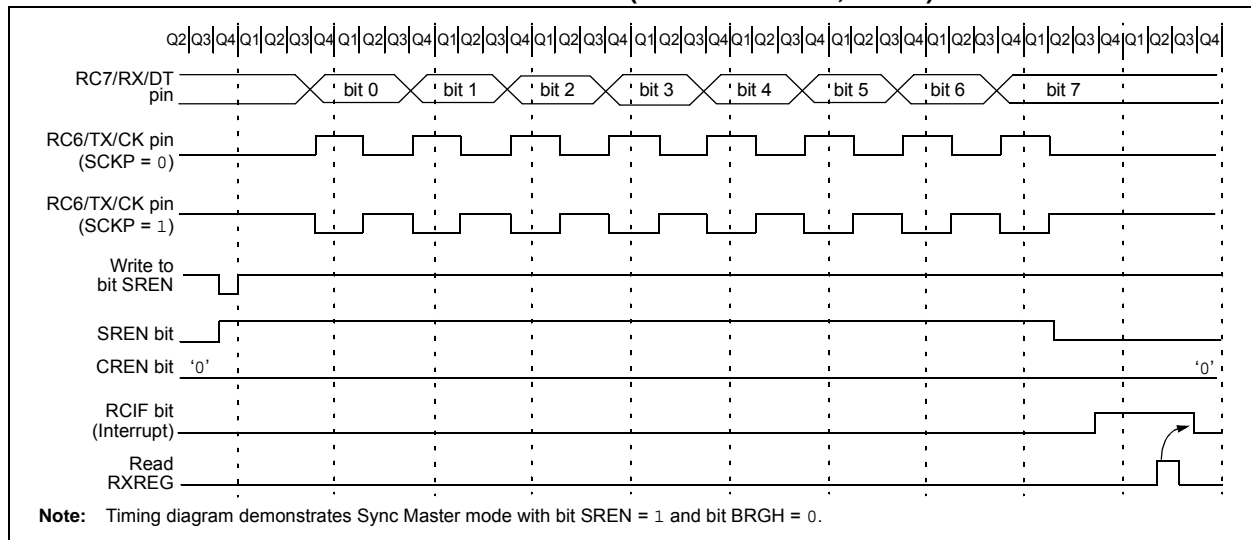 Q2 Q3 Q4 Q1 Q2 Q3 Q4 Q1 Q2 Q3 Q4 Q1 Q2 Q3 Q4 Q1 Q2 Q3 Q4 Q1 Q2 Q3 Q4 Q1 Q2 Q3 Q4 Q1 Q2 Q3 Q4 Q1 Q2 Q3 Q4 Q1 Q2 Q3 Q4 Q1 Q2 Q3 Q4
RC7/RX/DT
pin
bit 0 bit 1 bit 2 bit 3 bit 4 bit 5 bit 6 bit 7
RC6/TX/CK pin
(SCKP = 0)
RC6/TX/CK pin
(SCKP = 1)
Write to
bit SREN
SREN bit
CREN bit ‘0’ ‘0’
RCIF bit
(Interrupt)
Read
RXREG
Note: Timing diagram demonstrates Sync Master mode with bit SREN = 1 and bit BRGH = 0.